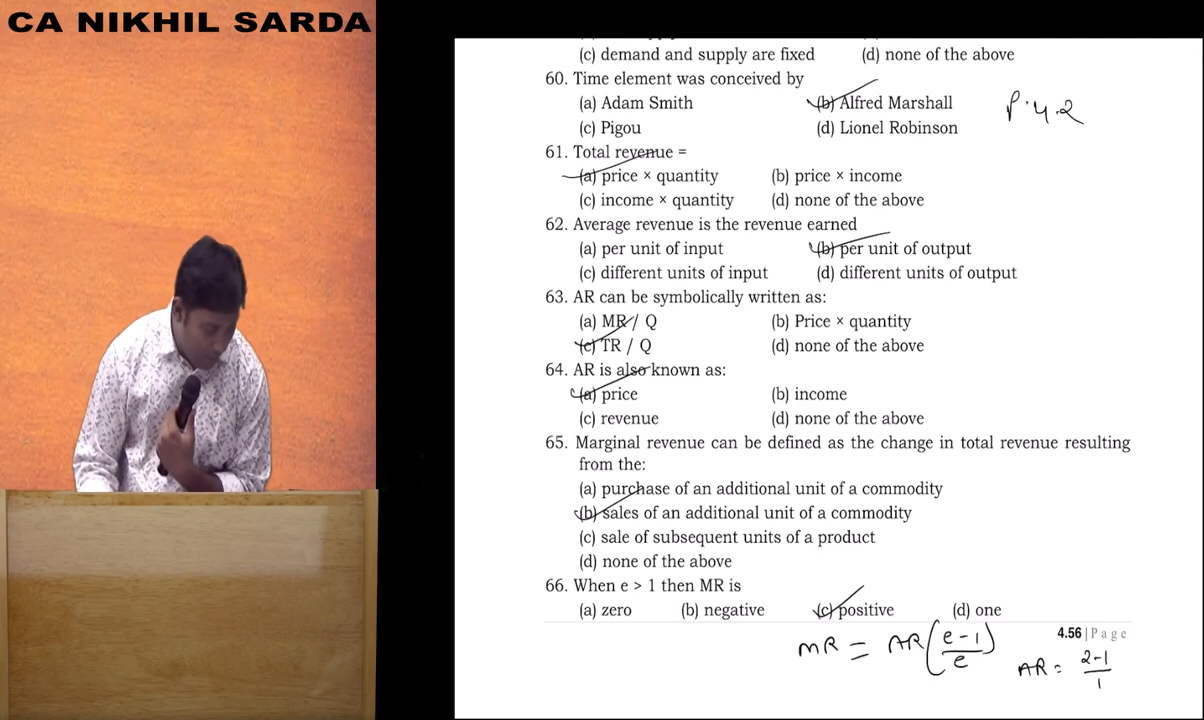 CA NIKHIL SARDA
(c) demand and supply are fixed (d) none of the above
60. Time element was conceived by
(a) Adam Smith (b) Alfred Marshall
(c) Pigou (d) Lionel Robinson
P.4.2
61. Total revenue =
(a) price × quantity (b) price × income
(c) income × quantity (d) none of the above
62. Average revenue is the revenue earned
(a) per unit of input (b) per unit of output
(c) different units of input (d) different units of output
63. AR can be symbolically written as:
(a) MR / Q (b) Price × quantity
(c) TR / Q (d) none of the above
64. AR is also known as:
(a) price (b) income
(c) revenue (d) none of the above
65. Marginal revenue can be defined as the change in total revenue resulting
from the:
(a) purchase of an additional unit of a commodity
(b) sales of an additional unit of a commodity
(c) sale of subsequent units of a product
(d) none of the above
66. When e > 1 then MR is
(a) zero (b) negative (c) positive (d) one
4.56 | Page
MR = AR(e-1/e)
AR = 2-1/1